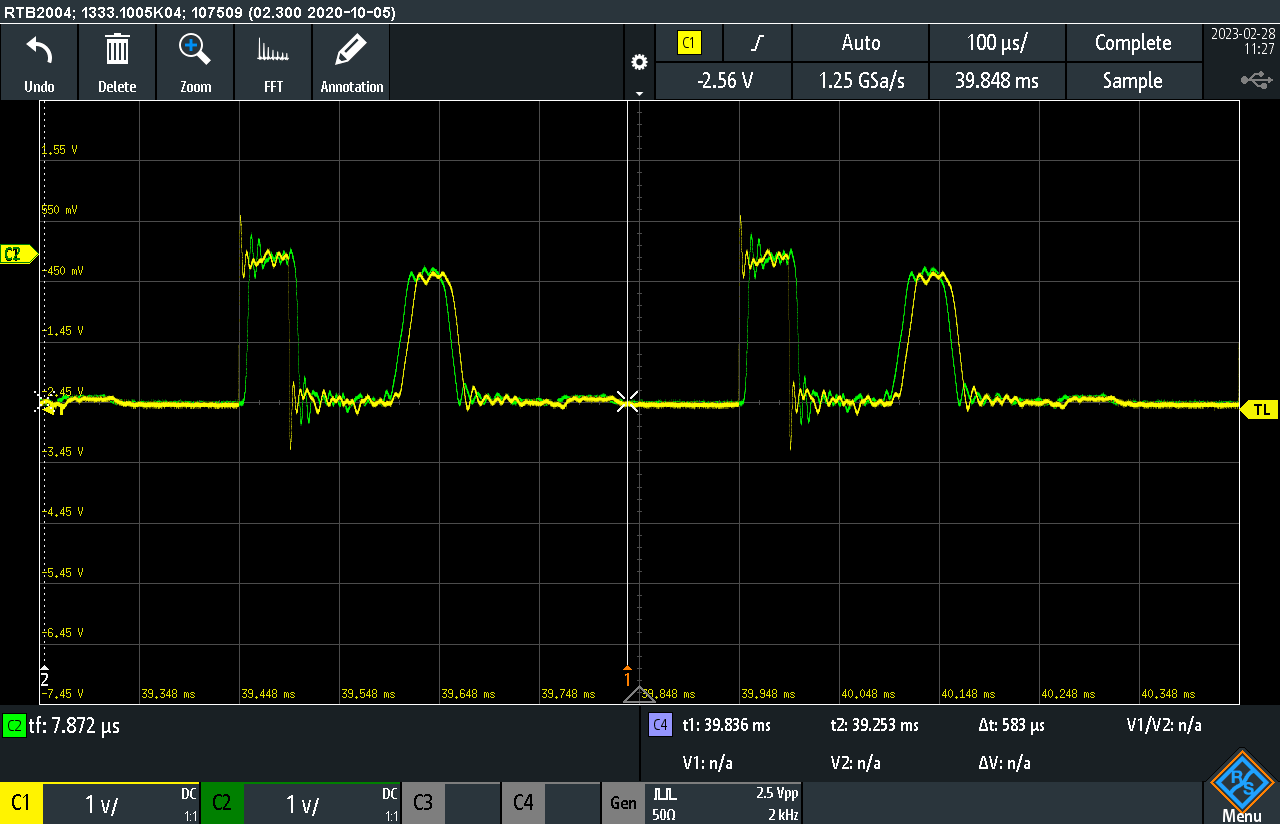 RTB2004; 1333.1005K04; 107509 (02.300 2020-10-05)
Undo Delete Zoom FFT Annotation
C1 Auto 100 µs/ Complete
-2.56 V 1.25 GSa/s 39.848 ms Sample
2023-02-28
11:27
1.55 V
550 mV
-450 mV
-1.45 V
-2.45 V
-3.45 V
-4.45 V
-5.45 V
-6.45 V
-7.45 V
TL
2
1
39.348 ms 39.448 ms 39.548 ms 39.648 ms 39.748 ms 39.848 ms 39.948 ms 40.048 ms 40.148 ms 40.248 ms 40.348 ms
C2 tf: 7.872 µs
C4 t1: 39.836 ms t2: 39.253 ms Δt: 583 µs V1/V2: n/a
V1: n/a V2: n/a ΔV: n/a
C1 1 V/ DC 1:1
C2 1 V/ DC 1:1
C3
C4
Gen 50Ω 2.5 Vpp 2 kHz
R S
Menu